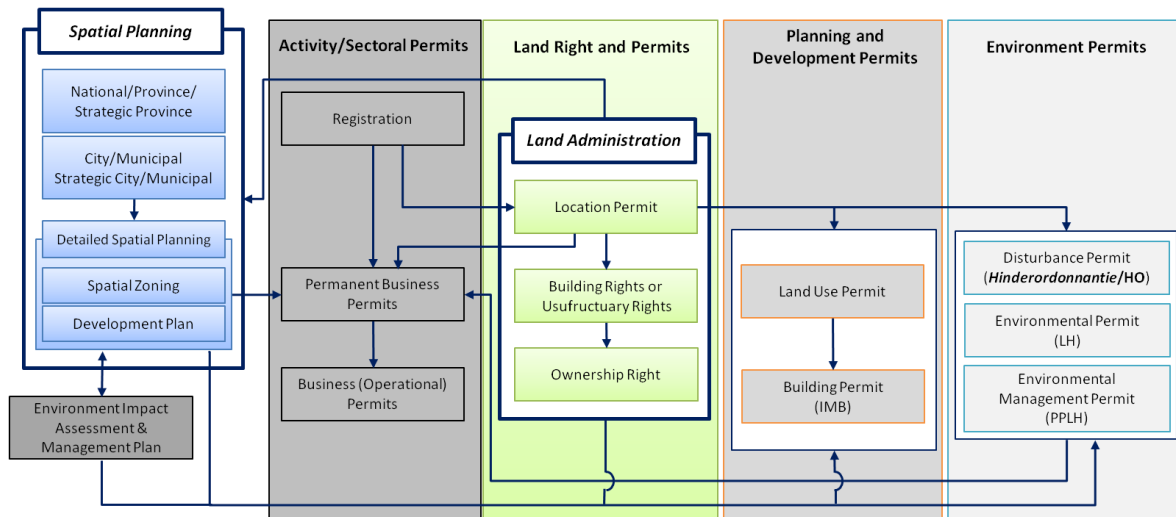 Spatial Planning
National/Province/
Strategic Province
City/Municipal
Strategic City/Municipal
Detailed Spatial Planning
Spatial Zoning
Development Plan
Environment Impact
Assessment &
Management Plan
Activity/Sectoral Permits
Registration
Permanent Business
Permits
Business (Operational)
Permits
Land Right and Permits
Land Administration
Location Permit
Building Rights or
Usufructuary Rights
Ownership Right
Planning and
Development Permits
Land Use Permit
Building Permit
(IMB)
Environment Permits
Disturbance Permit
(Hinderordonnantie/HO)
Environmental Permit
(LH)
Environmental
Management Permit
(PPLH)